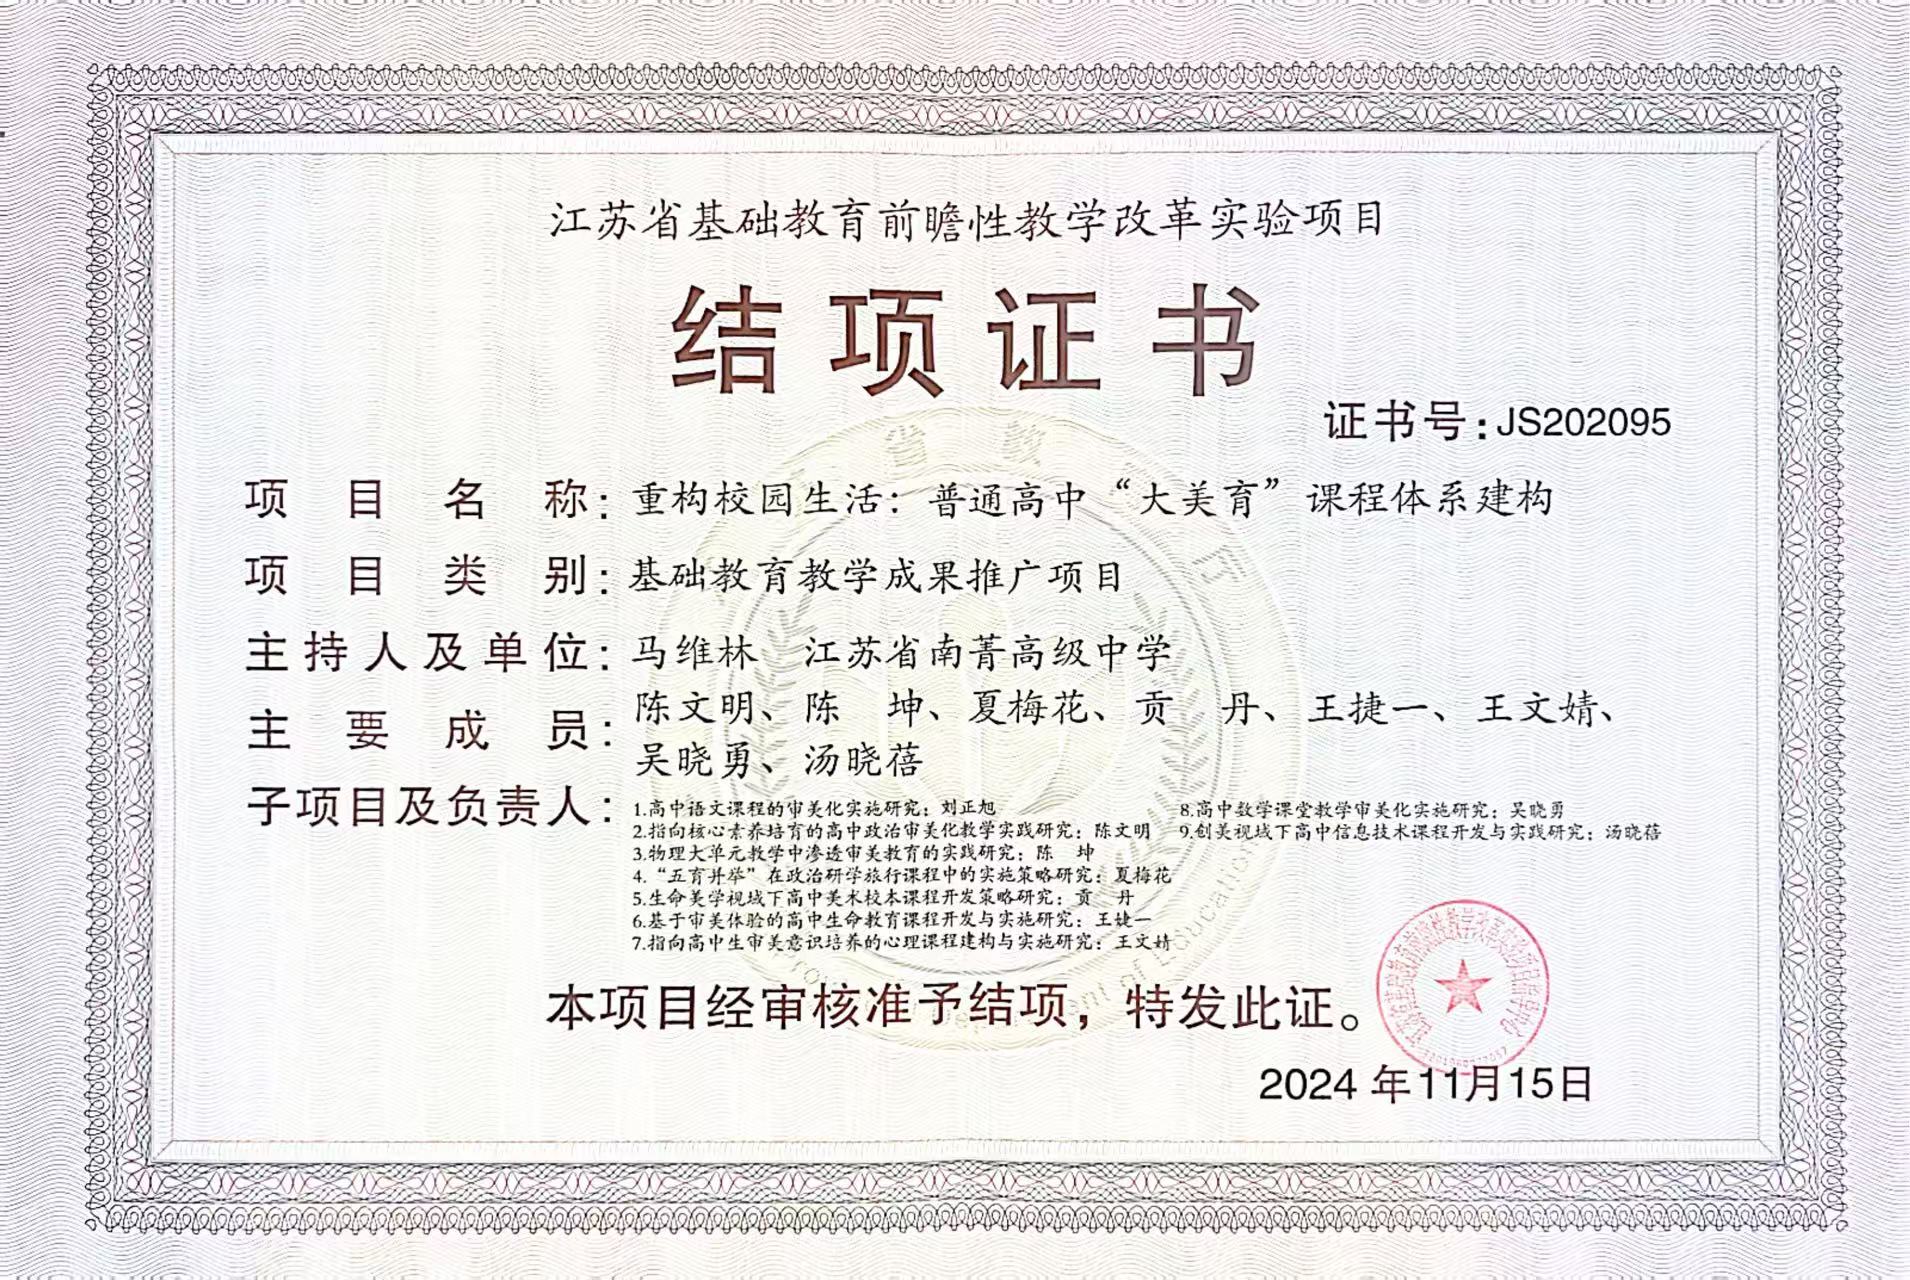 江苏省基础教育前瞻性教学改革实验项目
结项证书
证书号：JS202095
项目名称：重构校园生活：普通高中“大美育”课程体系建构
项目类别：基础教育教学成果推广项目
主持人及单位：马维林 江苏省南菁高级中学
主要成员：陈文明、陈 坤、夏梅花、贡 丹、王捷一、王文婧、
吴晓勇、汤晓蓓
子项目及负责人：
1.高中语文课程的审美化实施研究：刘正旭
2.指向核心素养培育的高中政治审美化教学实践研究：陈文明
3.物理大单元教学中渗透审美教育的实践研究：陈 坤
4.“五育并举”在政治研学旅行课程中的实施策略研究：夏梅花
5.生命美学视域下高中美术校本课程开发策略研究：贡 丹
6.基于审美体验的高中生命教育课程开发与实施研究：王婕一
7.指向高中生审美意识培养的心理课程建构与实施研究：王文婧
8.高中数学课堂教学审美化实施研究：吴晓勇
9.创美视域下高中信息技术课程开发与实践研究：汤晓蓓
本项目经审核准予结项，特发此证。
2024 年11月15日